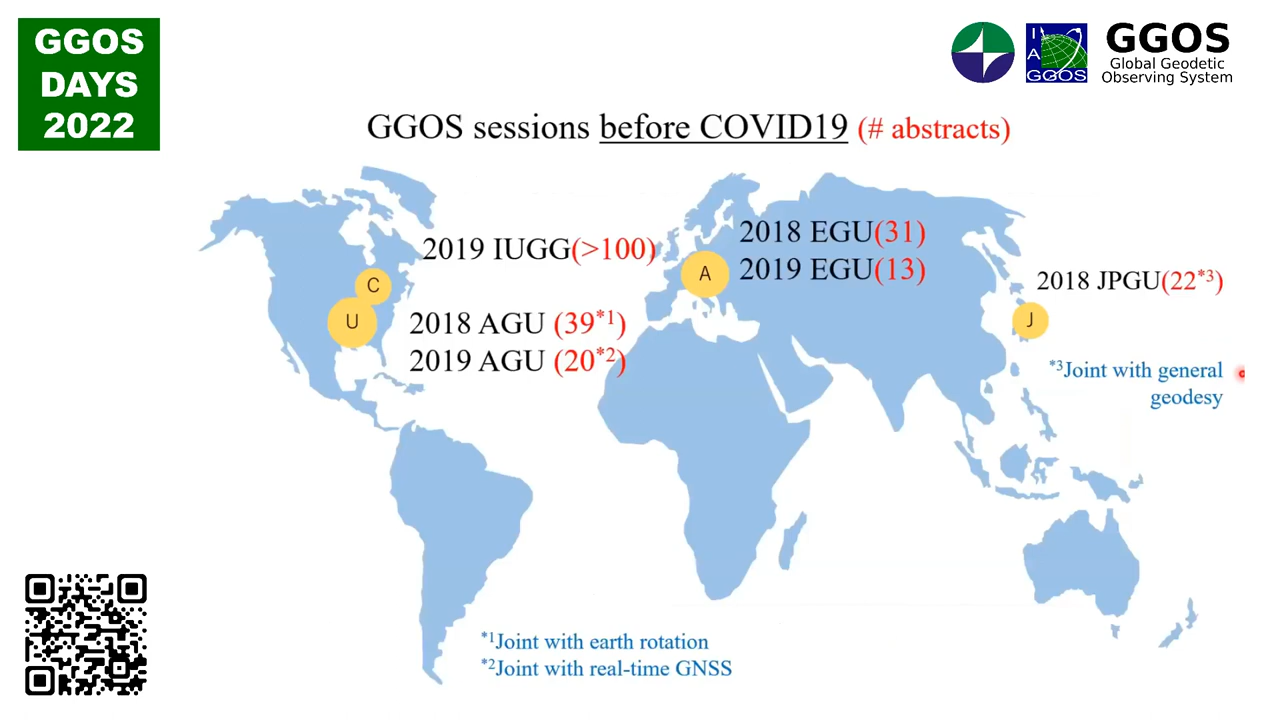 GGOS
DAYS
2022
IA
GGOS
GGOS
Global Geodetic
Observing System
GGOS sessions before COVID19 (# abstracts)
2019 IUGG(>100)
C
U
2018 AGU (39*1)
2019 AGU (20*2)
A
2018 EGU(31)
2019 EGU(13)
2018 JPGU(22*3)
J
*3Joint with general
geodesy
*1Joint with earth rotation
*2Joint with real-time GNSS